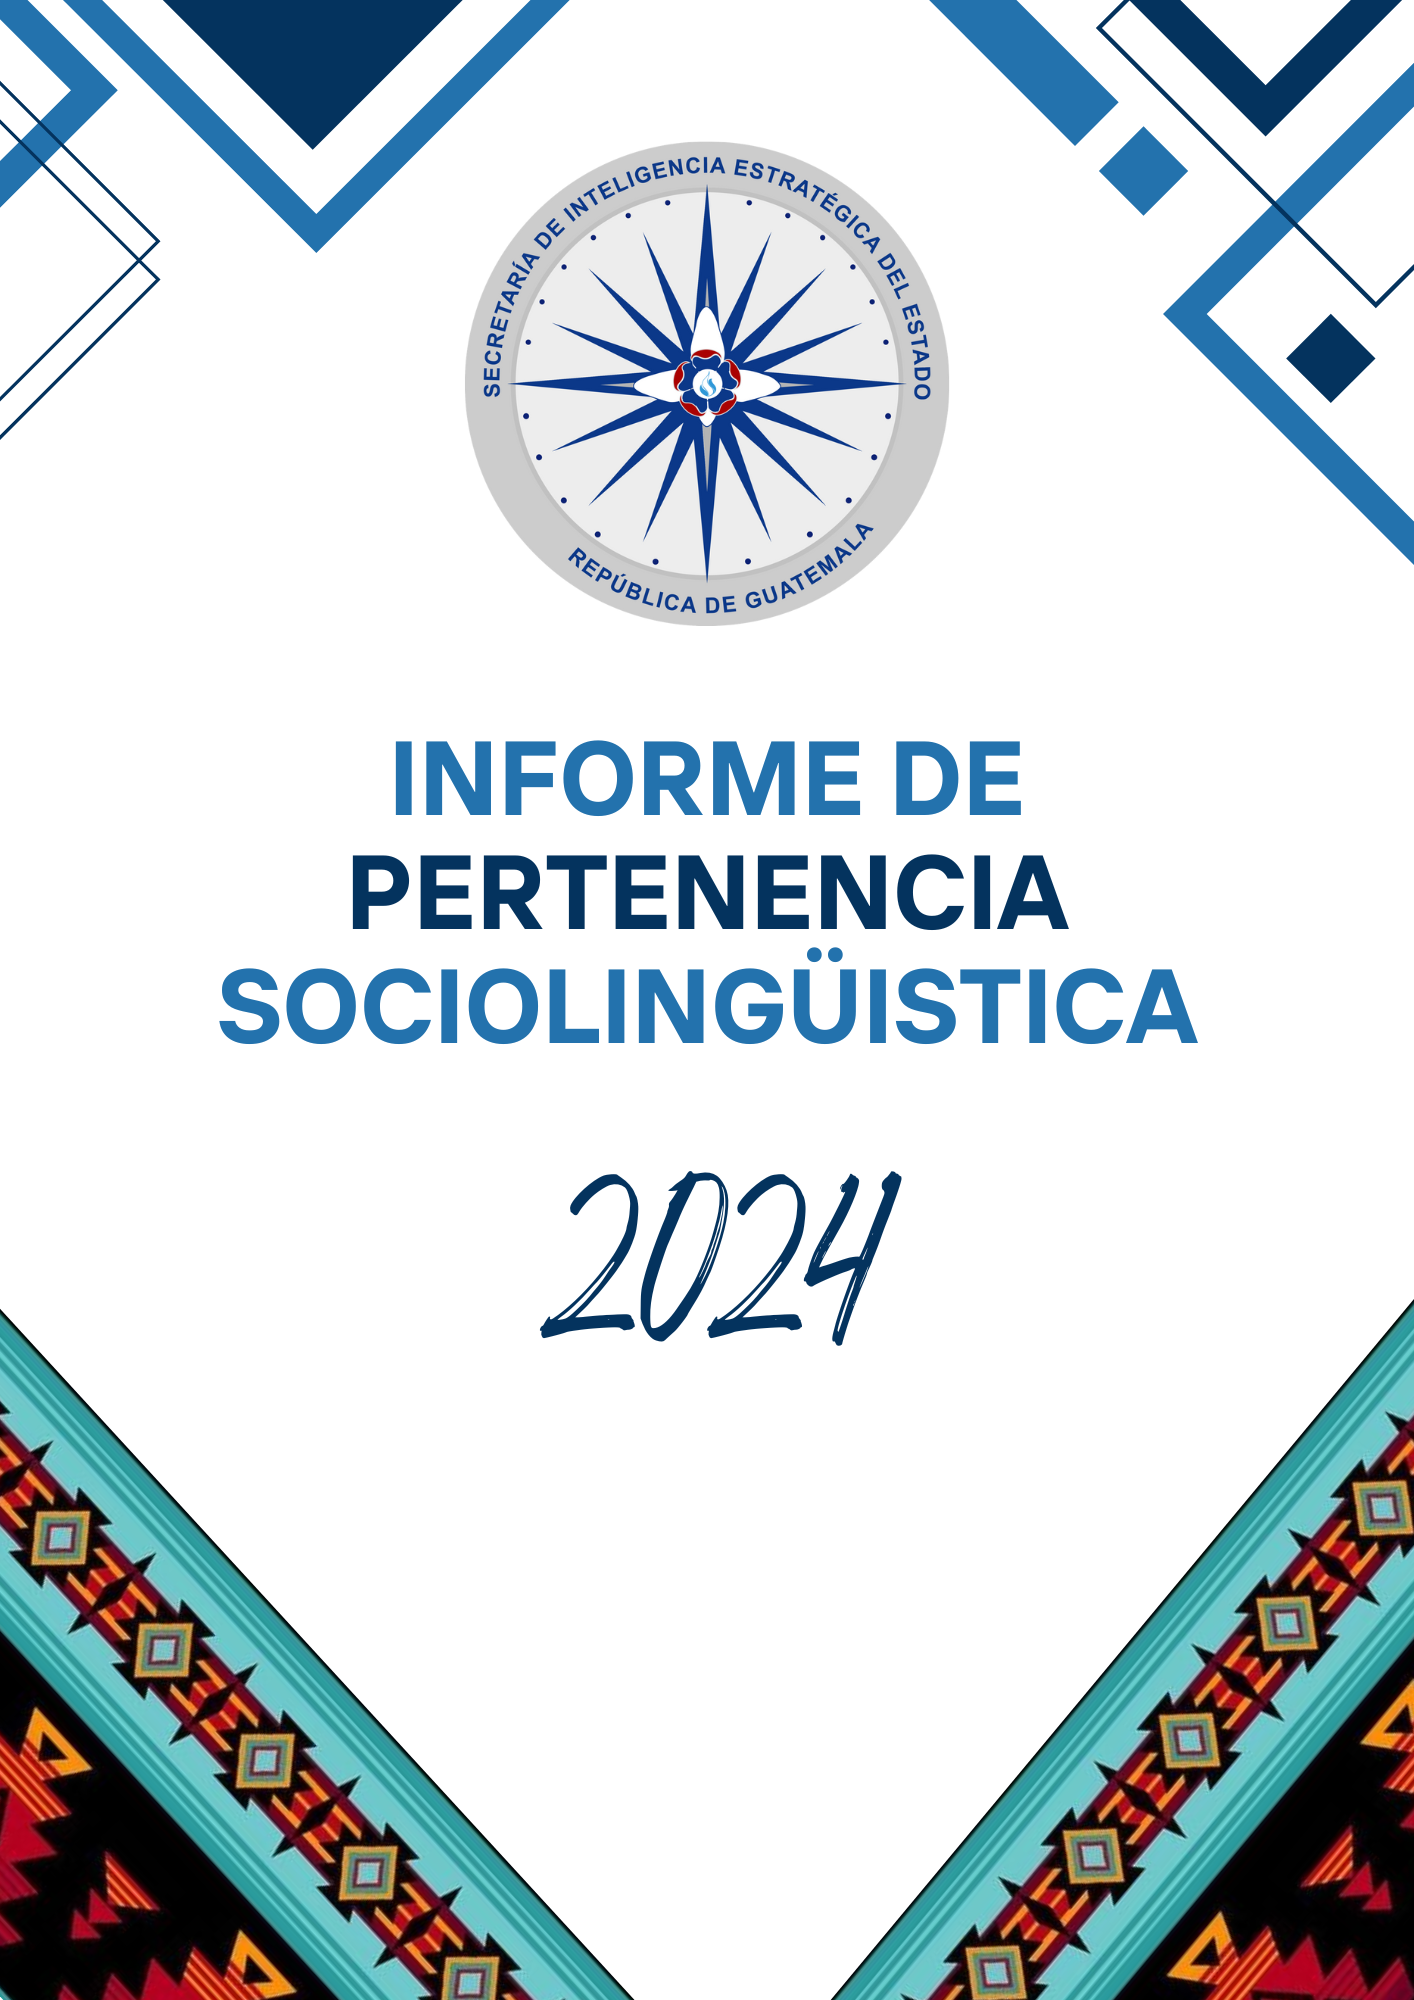 SECRETARÍA DE INTELIGENCIA ESTRATÉGICA DEL ESTADO
REPÚBLICA DE GUATEMALA
INFORME DE
PERTENENCIA
SOCIOLINGÜISTICA
2024